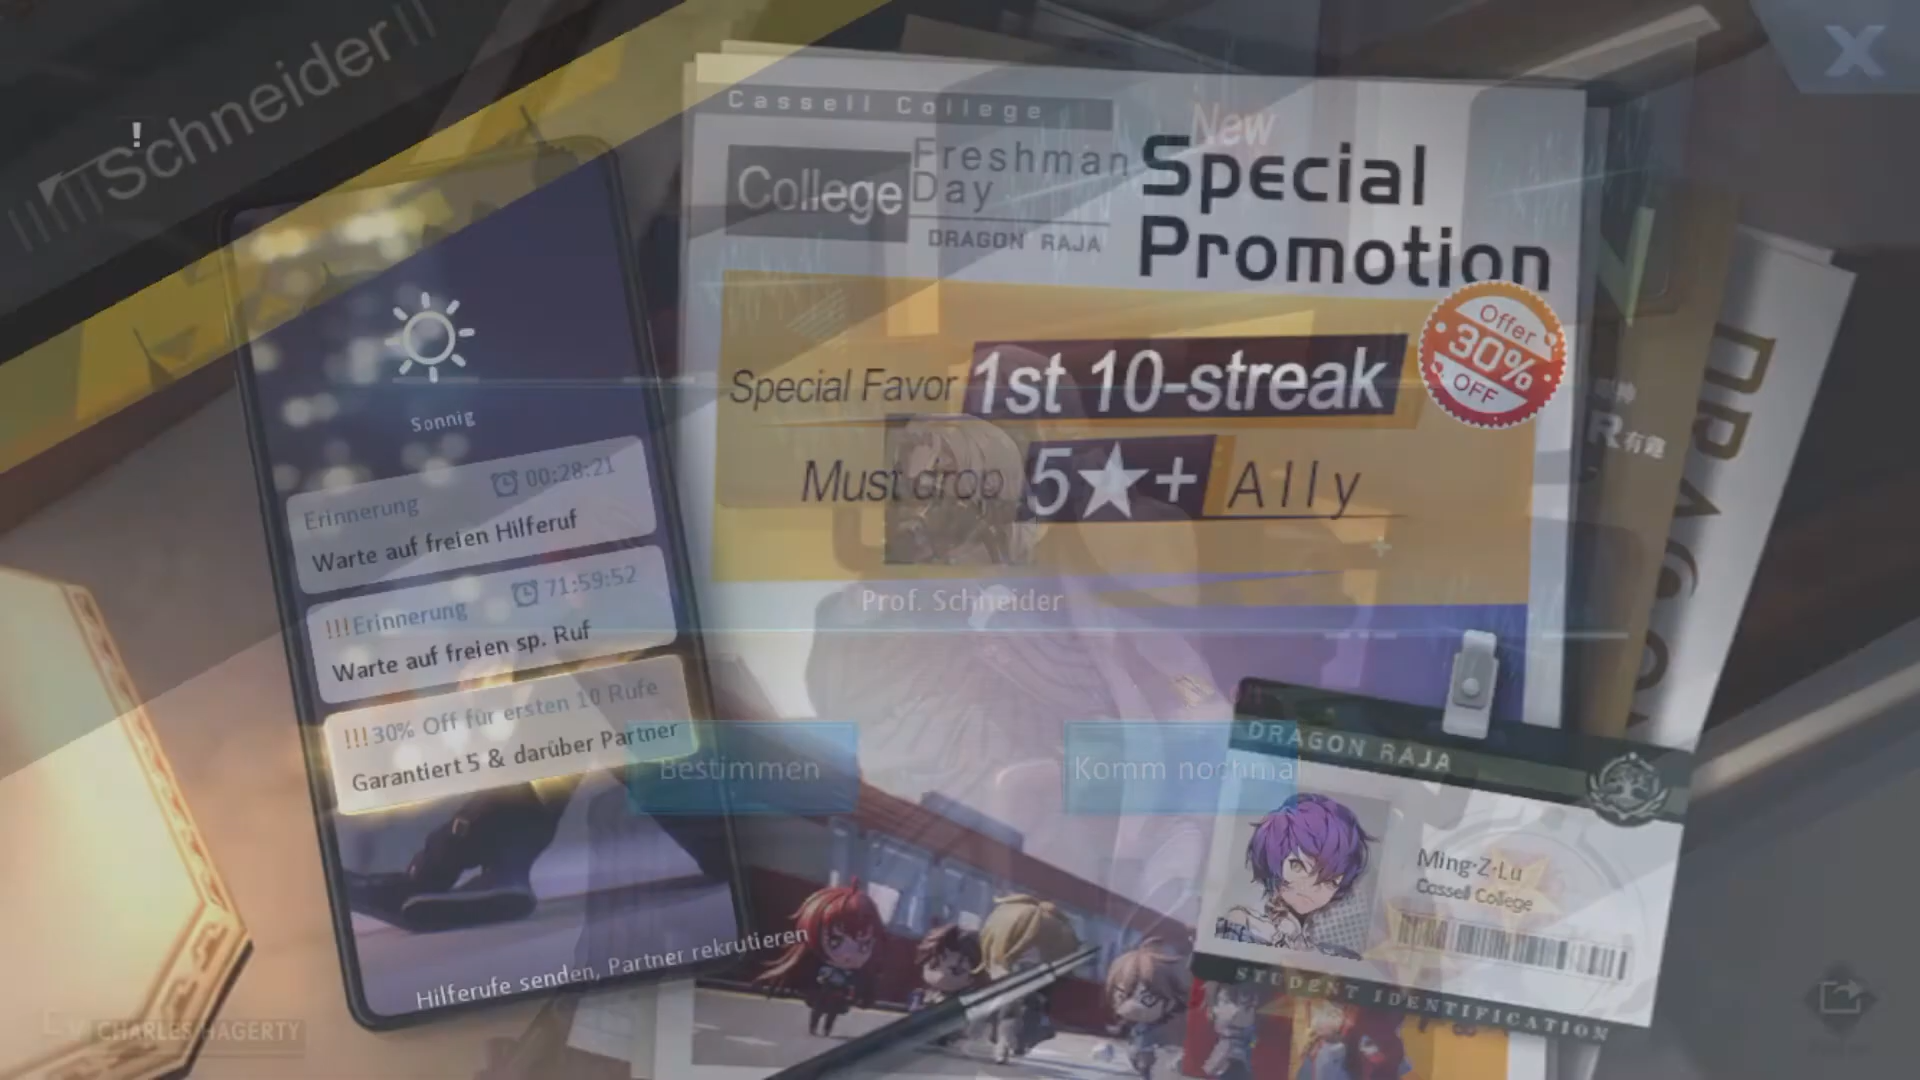 Schneider
!
Sonnig
Erinnerung 00:28:21
Warte auf freien Hilferuf
!!!Erinnerung 71:59:52
Warte auf freien sp. Ruf
!!!30% Off für ersten 10 Rufe
Garantiert 5 & darüber Partner
Hilferufe senden, Partner rekrutieren
CHARLES HAGERTY
Cassell College
College
Freshman
Day
DRAGON RAJA
New
Special
Promotion
Offer
30%
OFF
Special Favor 1st 10-streak
Must drop 5★+ Ally
Prof. Schneider
Bestimmen
Komm nochmal
DRAGON RAJA
Ming·Z·Lu
Cassell College
STUDENT IDENTIFICATION
X